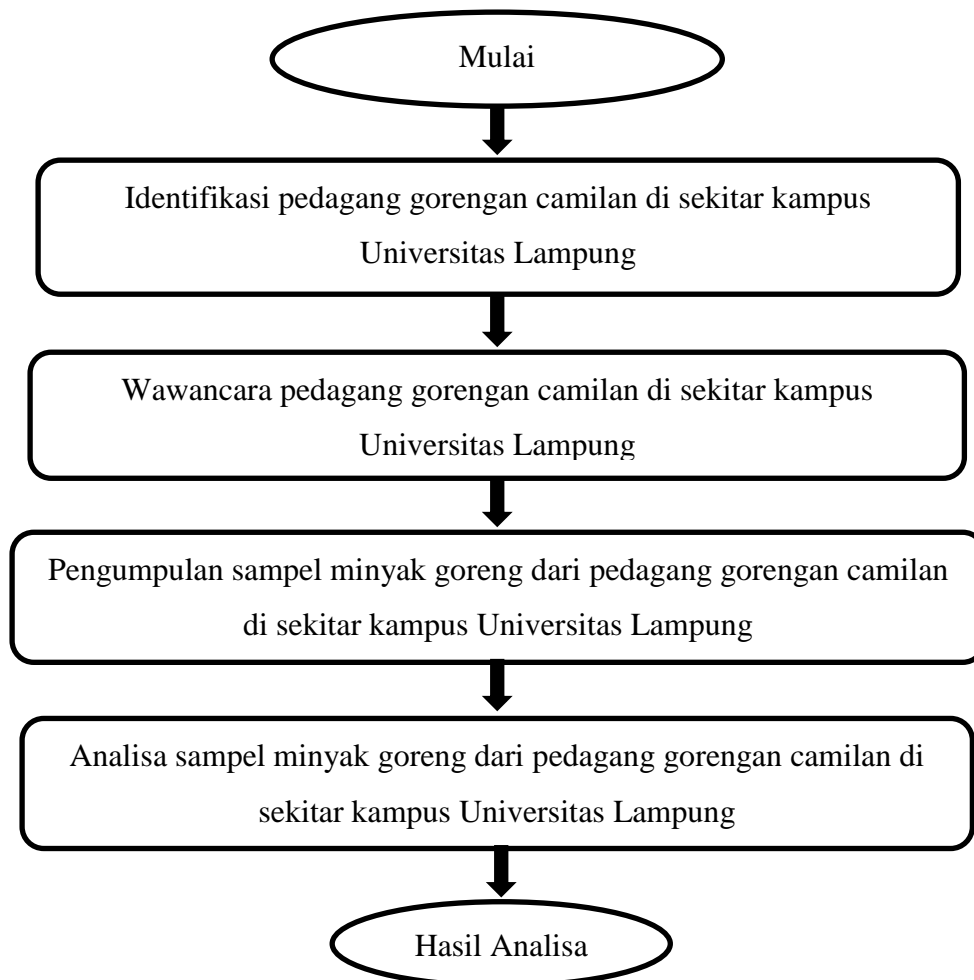 Mulai
Identifikasi pedagang gorengan camilan di sekitar kampus
Universitas Lampung
Wawancara pedagang gorengan camilan di sekitar kampus
Universitas Lampung
Pengumpulan sampel minyak goreng dari pedagang gorengan camilan
di sekitar kampus Universitas Lampung
Analisa sampel minyak goreng dari pedagang gorengan camilan di
sekitar kampus Universitas Lampung
Hasil Analisa